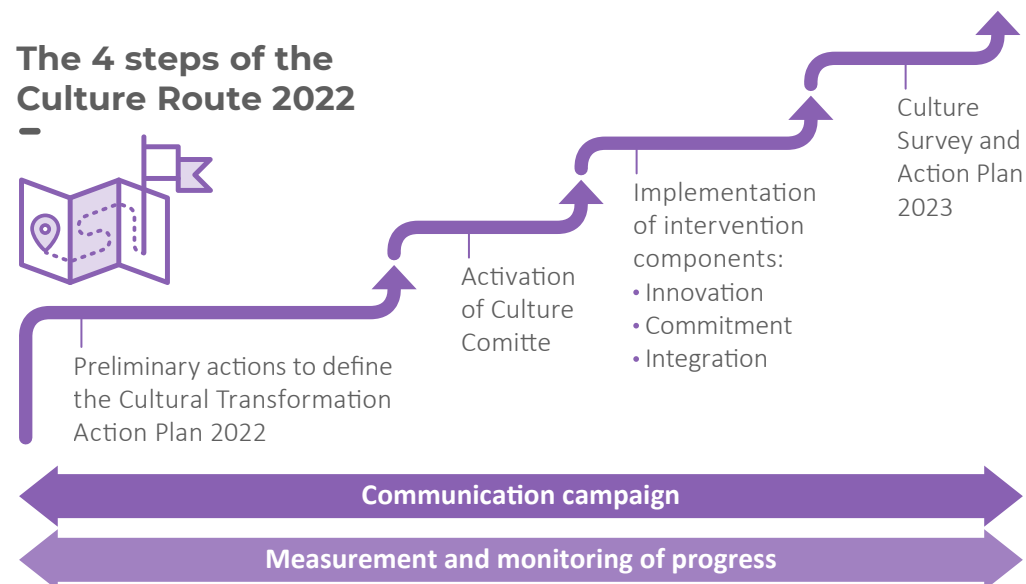 The 4 steps of the
Culture Route 2022
Preliminary actions to define
the Cultural Transformation
Action Plan 2022
Activation
of Culture
Comitte
Implementation
of intervention
components:
• Innovation
• Commitment
• Integration
Culture
Survey and
Action Plan
2023
Communication campaign
Measurement and monitoring of progress